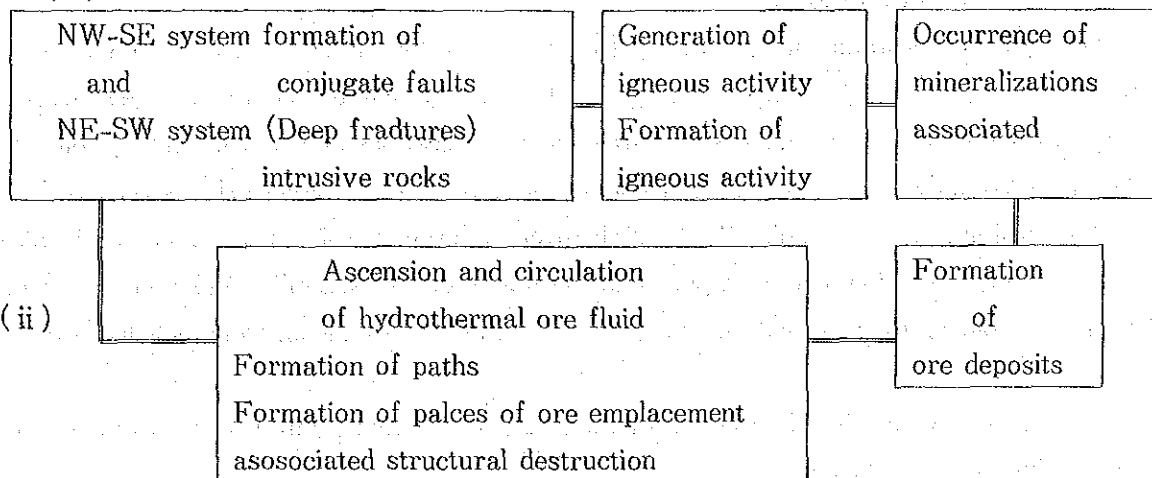 NW-SE system formation of
and conjugate faults
NE-SW system (Deep fradtures)
intrusive rocks
Generation of
igneous activity
Formation of
igneous activity
Occurrence of
mineralizations
associated
(ii)
Ascension and circulation
of hydrothermal ore fluid
Formation of paths
Formation of palces of ore emplacement
asosociated structural destruction
Formation
of
ore deposits